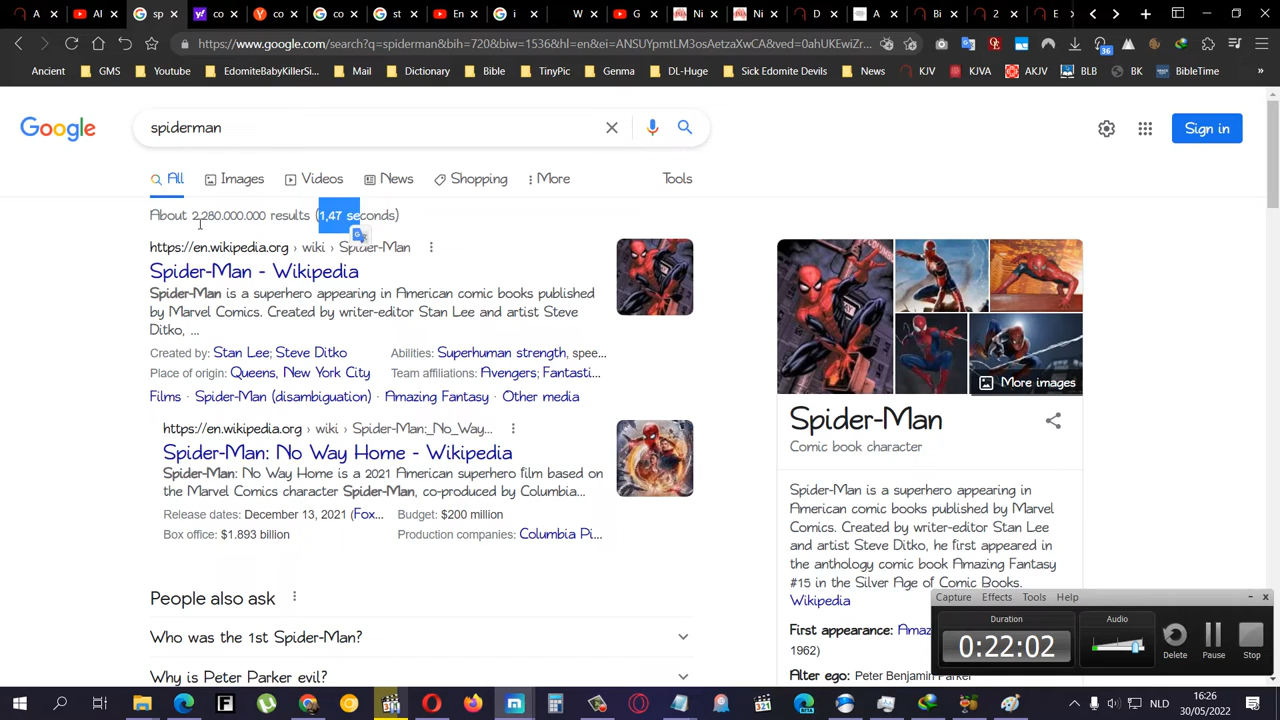 A
sp
co
co
co
st
En
i
W
G
Ni
Ni
D
A
Bi
2
E
https://www.google.com/search?q=spiderman&bih=720&biw=1536&hl=en&ei=ANSUYpmtLM3osAetzaXwCA&ved=0ahUKEwiZr...
36
Ancient
GMS
Youtube
EdomiteBabyKillerSi...
Mail
Dictionary
Bible
TinyPic
Genma
DL-Huge
Sick Edomite Devils
News
KJV
KJVA
AKJV
BLB
BK
BibleTime
»
Google
spiderman
Sign in
All
Images
Videos
News
Shopping
More
Tools
About 2.280.000.000 results (1,47 seconds)
https://en.wikipedia.org › wiki › Spider-Man
Spider-Man - Wikipedia
Spider-Man is a superhero appearing in American comic books published
by Marvel Comics. Created by writer-editor Stan Lee and artist Steve
Ditko, ...
Created by: Stan Lee; Steve Ditko
Abilities: Superhuman strength, spee...
Place of origin: Queens, New York City
Team affiliations: Avengers; Fantasti...
Films · Spider-Man (disambiguation) · Amazing Fantasy · Other media
https://en.wikipedia.org › wiki › Spider-Man:_No_Way...
Spider-Man: No Way Home - Wikipedia
Spider-Man: No Way Home is a 2021 American superhero film based on
the Marvel Comics character Spider-Man, co-produced by Columbia...
Release dates: December 13, 2021 (Fox...
Budget: $200 million
Box office: $1.893 billion
Production companies: Columbia Pi...
People also ask
Who was the 1st Spider-Man?
Why is Peter Parker evil?
More images
Spider-Man
Comic book character
Spider-Man is a superhero appearing in
American comic books published by Marvel
Comics. Created by writer-editor Stan Lee
and artist Steve Ditko, he first appeared in
the anthology comic book Amazing Fantasy
#15 in the Silver Age of Comic Books.
Wikipedia
First appearance: Amaz
1962)
Alter ego: Peter Benjamin Parker
Capture
Effects
Tools
Help
Duration
0:22:02
Audio
Delete
Pause
Stop
NLD
16:26
30/05/2022